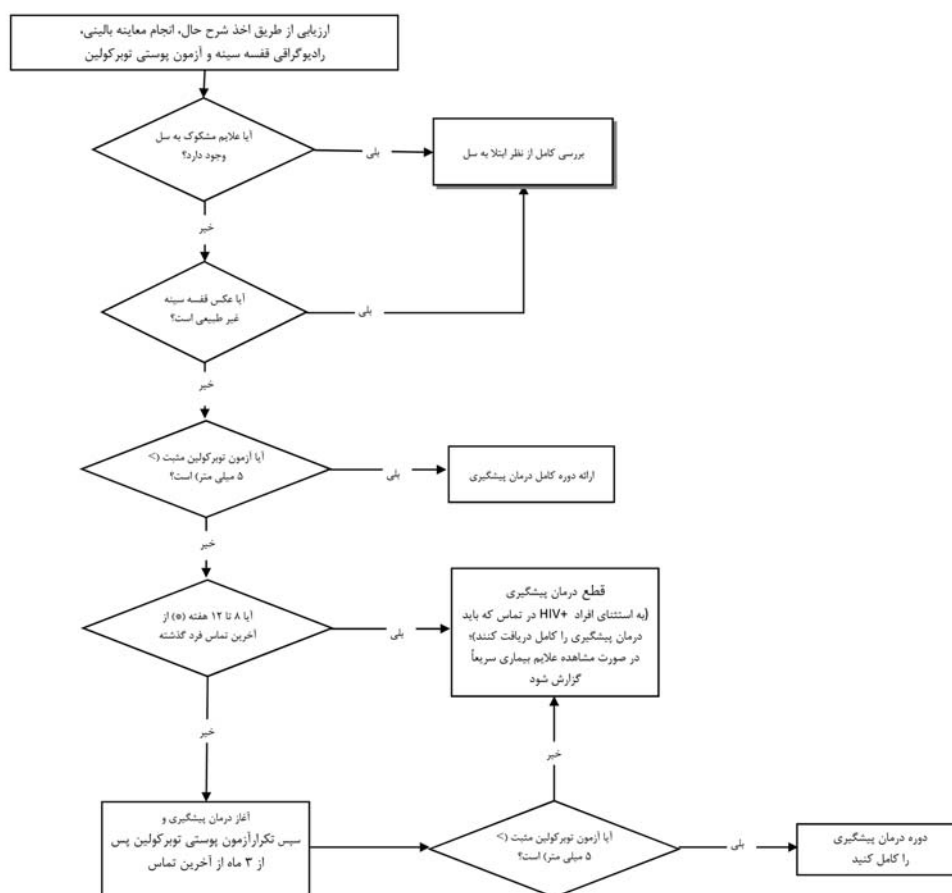 ارزیابی از طریق اخذ شرح حال، انجام معاینه بالینی،
رادیوگرافی قفسه سینه و آزمون پوستی توبرکولین
آیا علایم مشکوک به سل
وجود دارد؟
بلی
بررسی کامل از نظر ابتلا به سل
خیر
آیا عکس قفسه سینه
غیر طبیعی است؟
بلی
خیر
آیا آزمون توبرکولین مثبت (>
۵ میلی متر) است؟
بلی
ارائه دوره کامل درمان پیشگیری
خیر
آیا ۸ تا ۱۲ هفته (*) از
آخرین تماس فرد گذشته
بلی
قطع درمان پیشگیری
(به استثنای افراد HIV+ در تماس که باید
درمان پیشگیری را کامل دریافت کنند)؛
در صورت مشاهده علایم بیماری سریعاً
گزارش شود
خیر
خیر
آغاز درمان پیشگیری و
سپس تکرارآزمون پوستی توبرکولین پس
از ۳ ماه از آخرین تماس
آیا آزمون توبرکولین مثبت (>
۵ میلی متر) است؟
بلی
دوره درمان پیشگیری
را کامل کنید